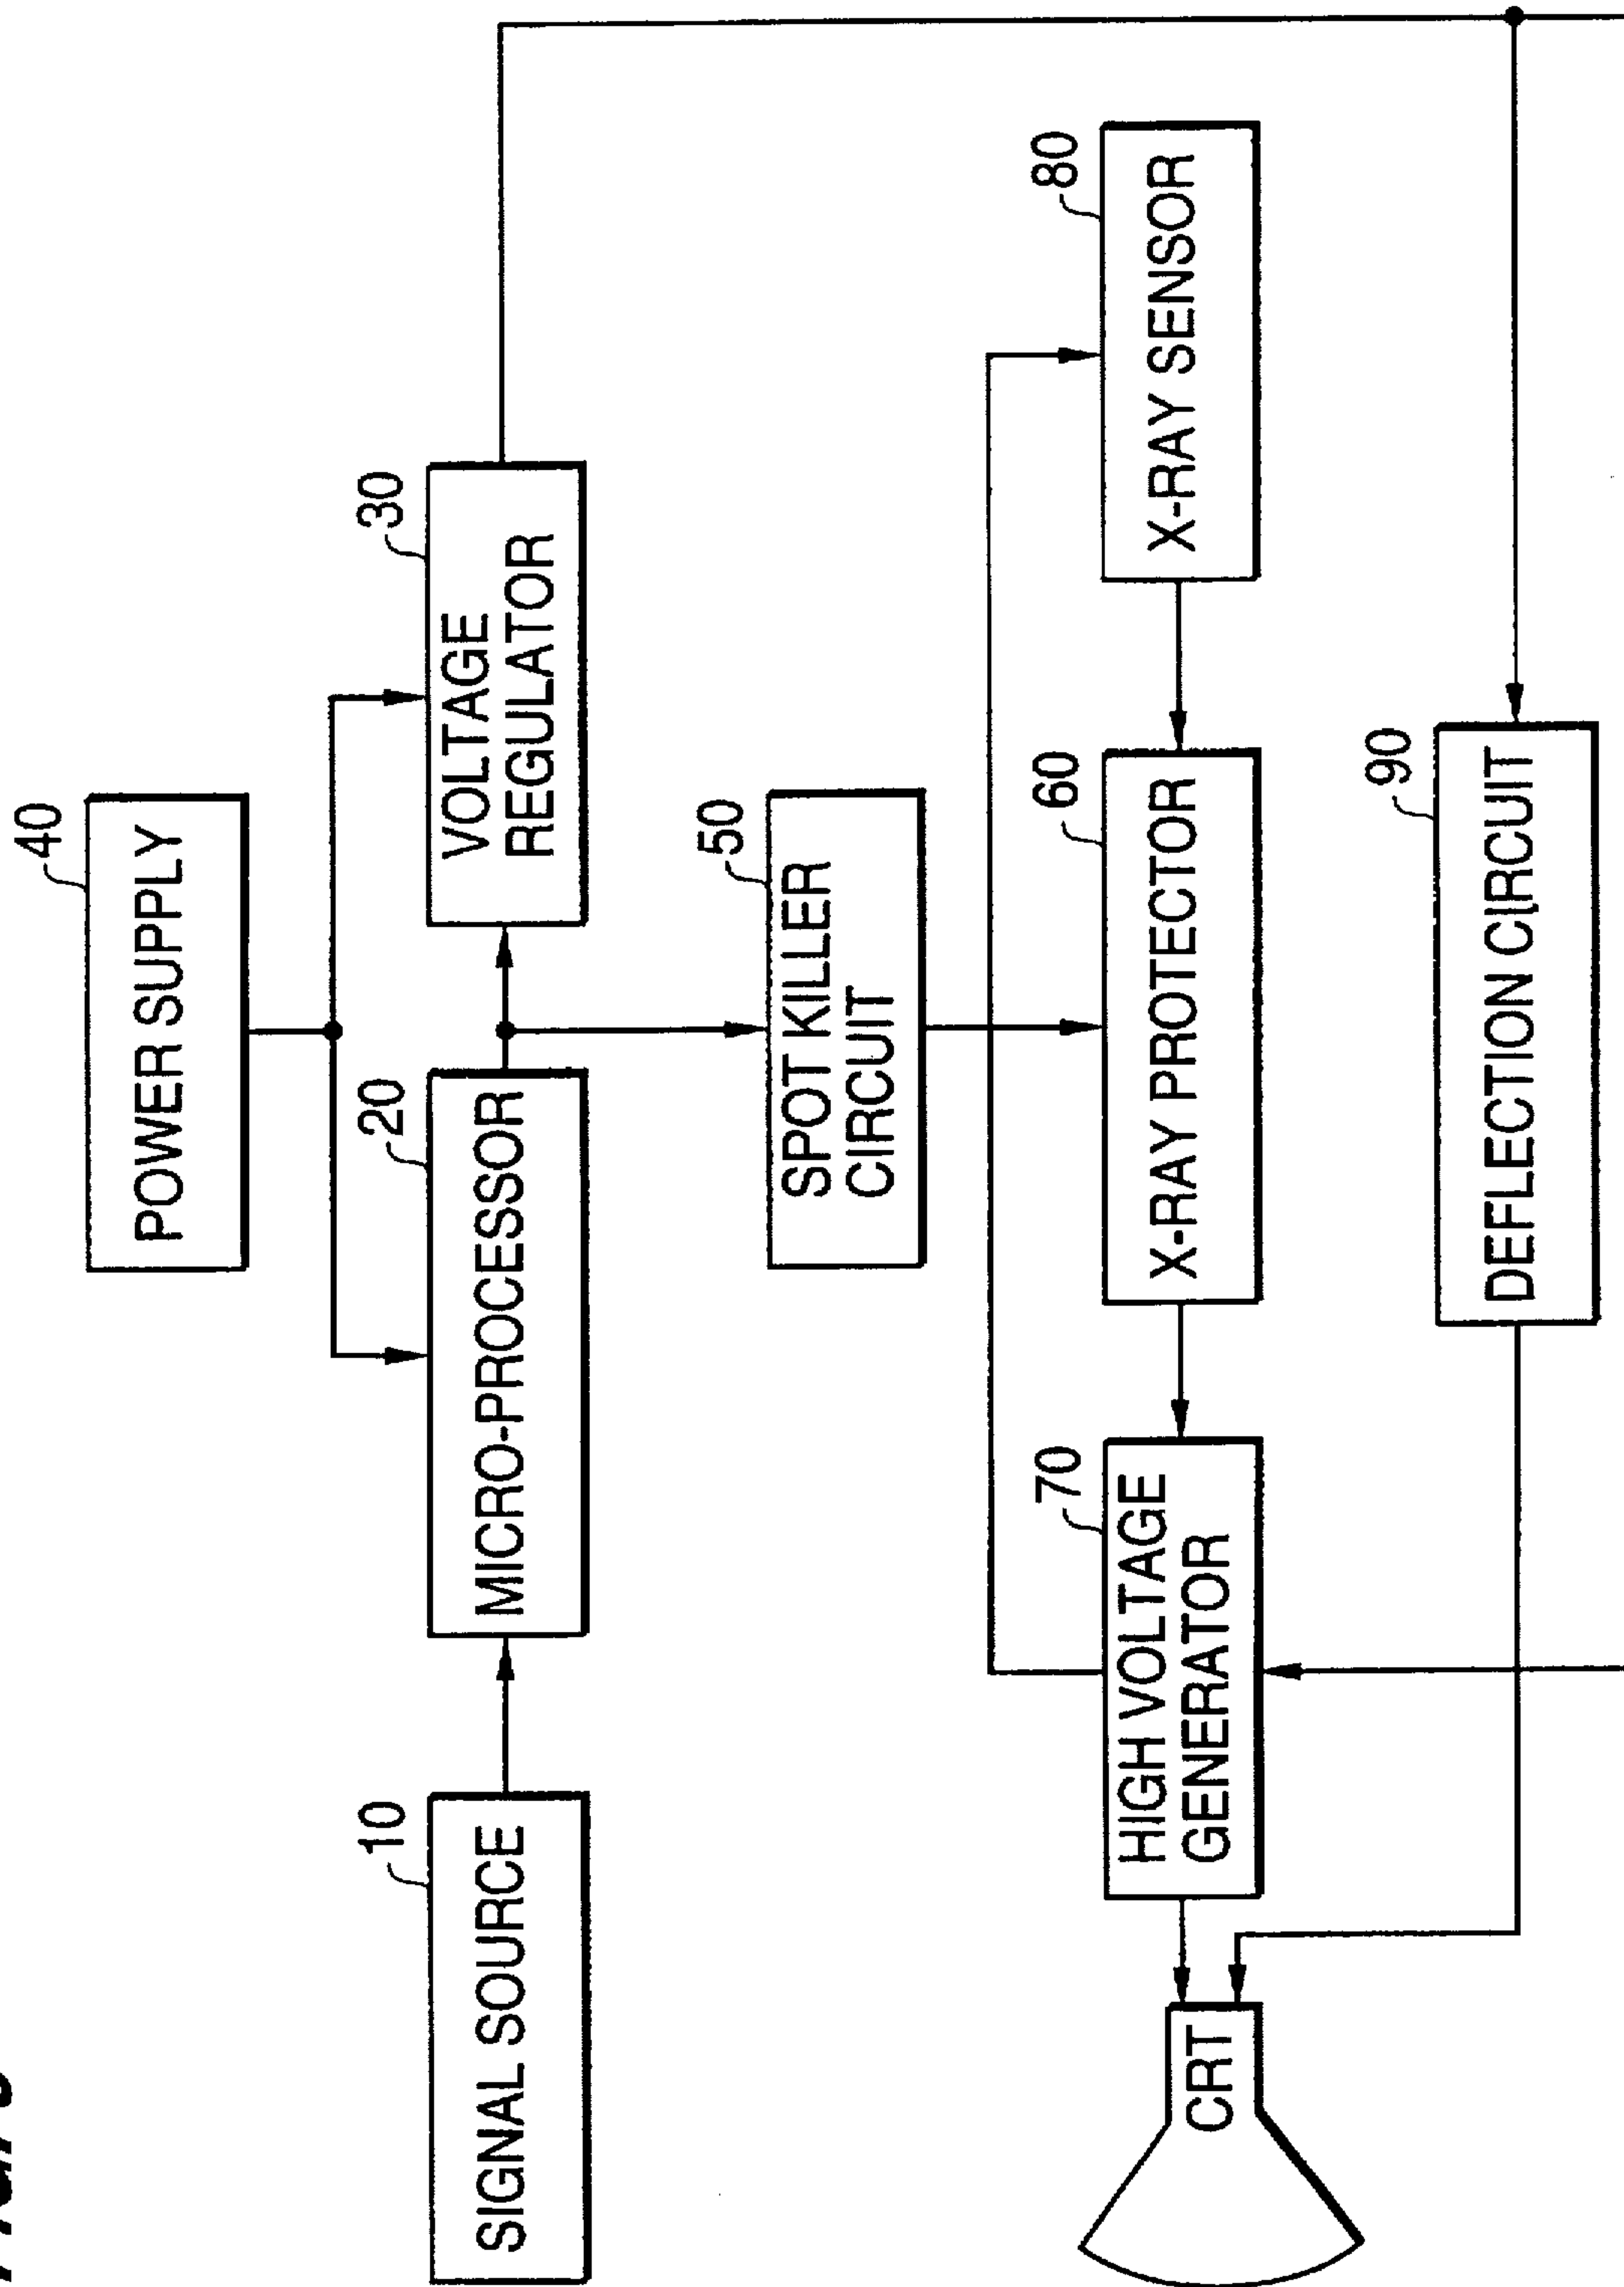 40
POWER SUPPLY
10
SIGNAL SOURCE
20
MICRO-PROCESSOR
30
VOLTAGE
REGULATOR
50
SPOT KILLER
CIRCUIT
CRT
70
HIGH VOLTAGE
GENERATOR
60
X-RAY PROTECTOR
80
X-RAY SENSOR
90
DEFLECTION CIRCUIT